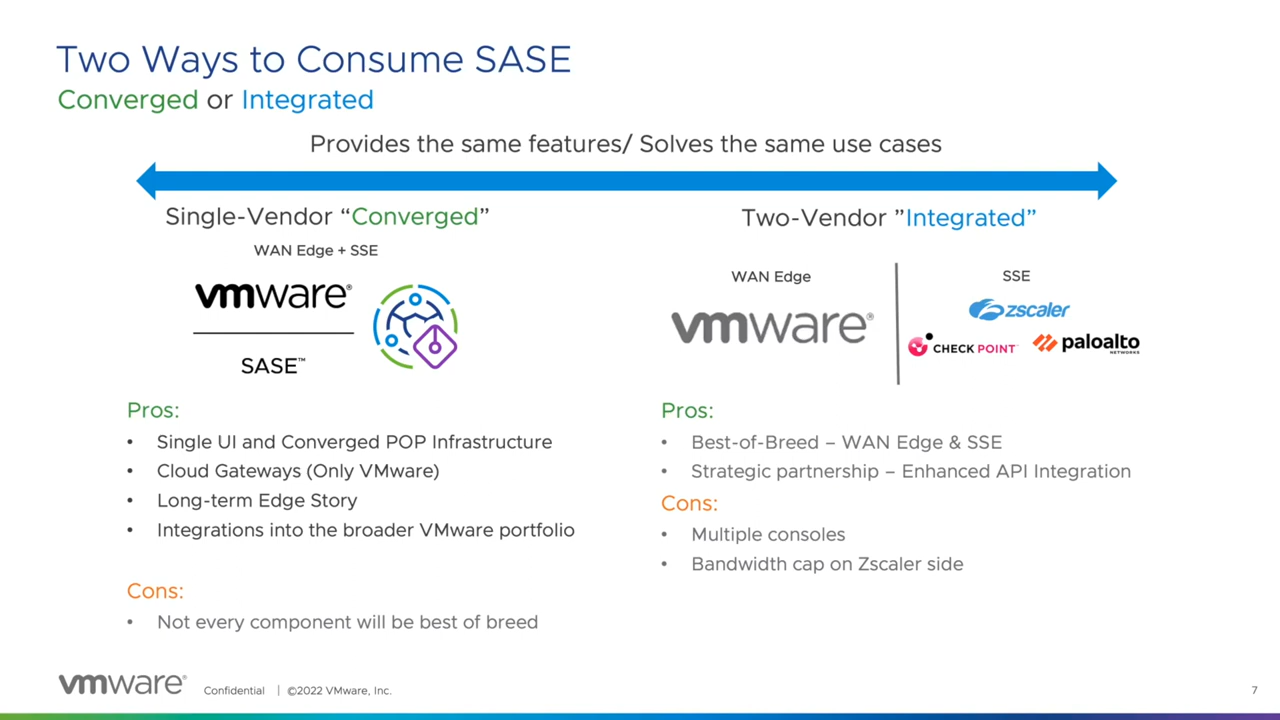 Two Ways to Consume SASE
Converged or Integrated
Provides the same features/ Solves the same use cases
Single-Vendor “Converged”
WAN Edge + SSE
vmware®
SASE™
Pros:
• Single UI and Converged POP Infrastructure
• Cloud Gateways (Only VMware)
• Long-term Edge Story
• Integrations into the broader VMware portfolio
Cons:
• Not every component will be best of breed
Two-Vendor ”Integrated”
WAN Edge
vmware®
SSE
zscaler
CHECK POINT™
paloalto
NETWORKS
Pros:
• Best-of-Breed – WAN Edge & SSE
• Strategic partnership – Enhanced API Integration
Cons:
• Multiple consoles
• Bandwidth cap on Zscaler side
vmware® Confidential | ©2022 VMware, Inc. 7